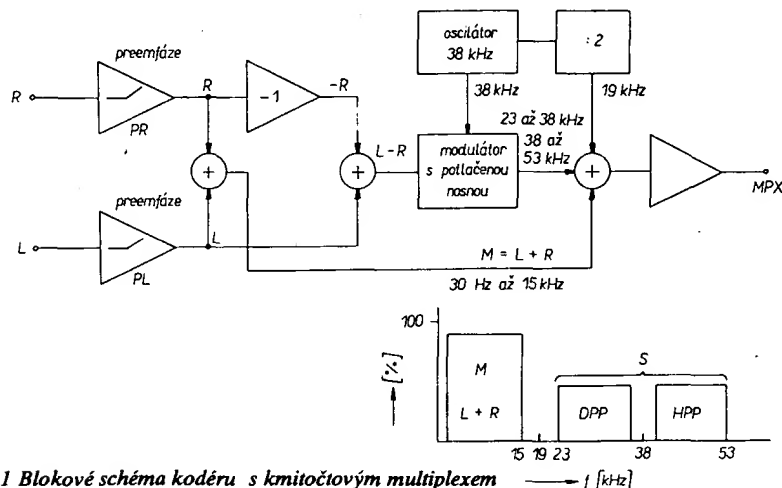 oscilátor
38 kHz
: 2
preemfáze
R
R
-1
-R
PR
38 kHz
19 kHz
23 až 38 kHz
38 až
53 kHz
+
+
L - R
modulátor
s potlačenou
nosnou
+
MPX
preemfáze
L
L
PL
M = L + R
30 Hz až 15 kHz
100
[%]
M
L + R
S
DPP
HPP
15
19
23
38
53
1 Blokové schéma kodéru s kmitočtovým multiplexem
f [kHz]